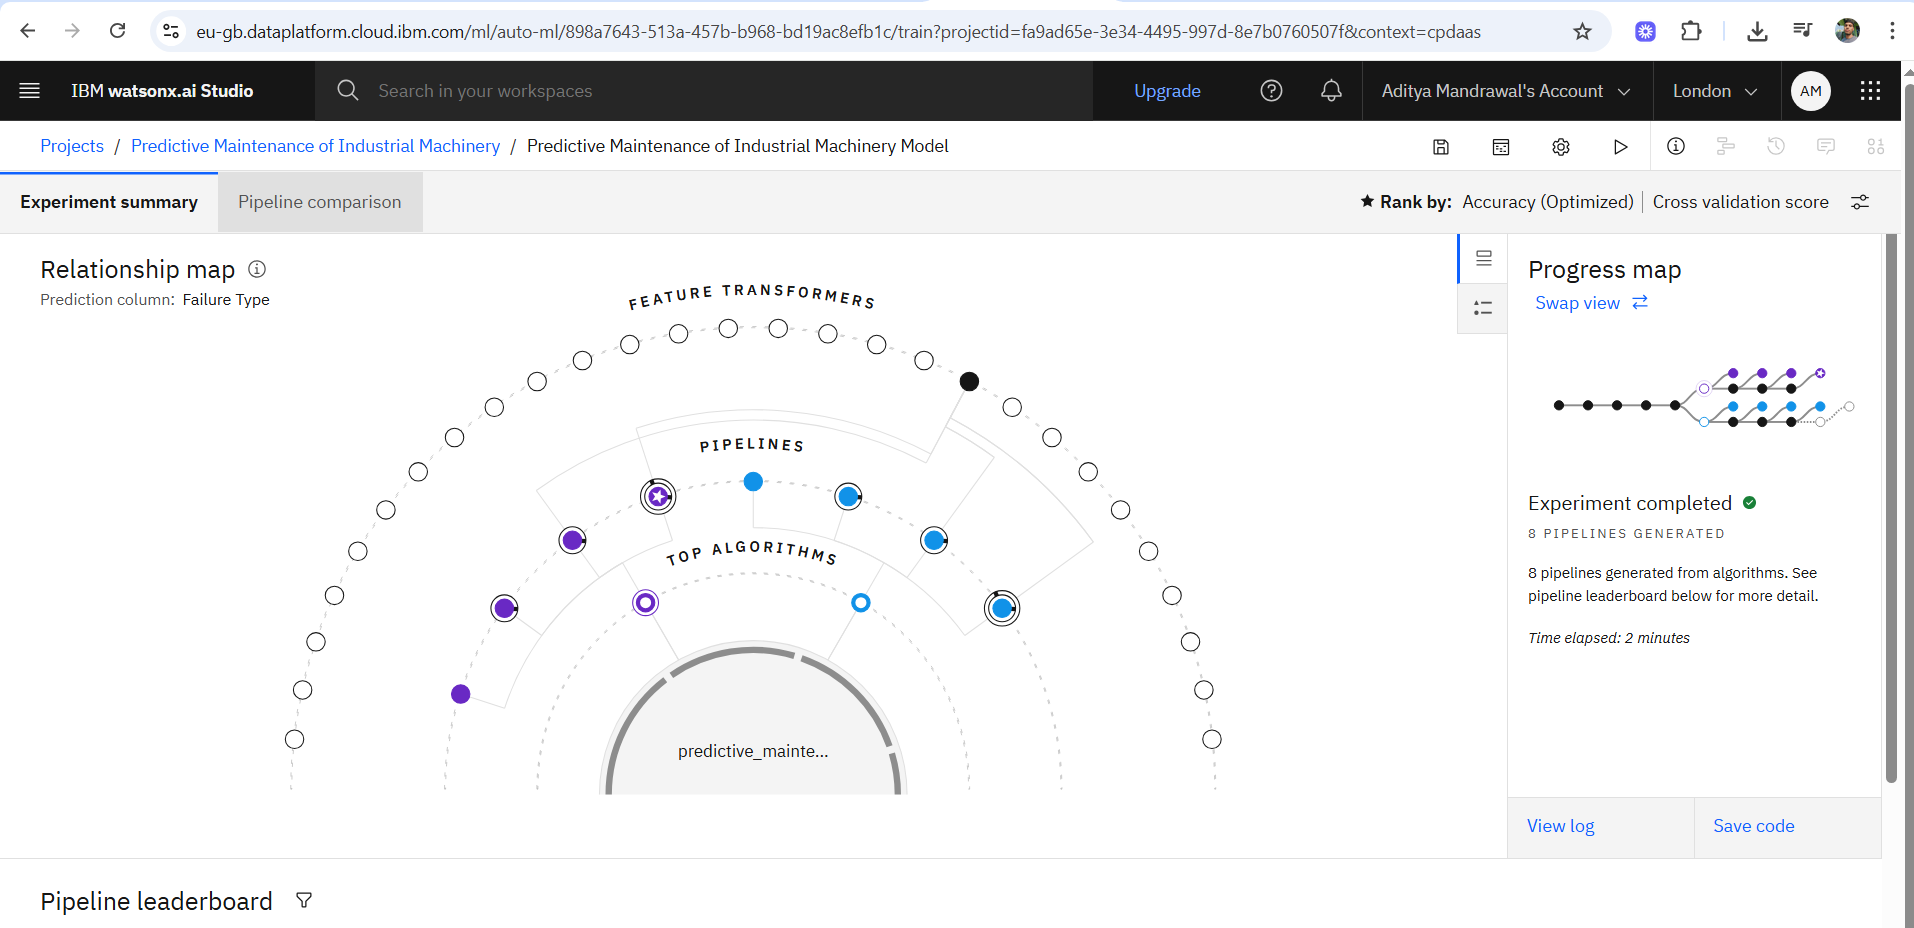 eu-gb.dataplatform.cloud.ibm.com/ml/auto-ml/898a7643-513a-457b-b968-bd19ac8efb1c/train?projectid=fa9ad65e-3e34-4495-997d-8e7b0760507f&context=cpdaas
IBM watsonx.ai Studio
Search in your workspaces
Upgrade
Aditya Mandrawal's Account
London
AM
Projects / Predictive Maintenance of Industrial Machinery / Predictive Maintenance of Industrial Machinery Model
Experiment summary
Pipeline comparison
Rank by: Accuracy (Optimized) | Cross validation score
Relationship map
Prediction column: Failure Type
FEATURE TRANSFORMERS
PIPELINES
TOP ALGORITHMS
predictive_mainte...
Progress map
Swap view
Experiment completed
8 PIPELINES GENERATED
8 pipelines generated from algorithms. See
pipeline leaderboard below for more detail.
Time elapsed: 2 minutes
View log
Save code
Pipeline leaderboard